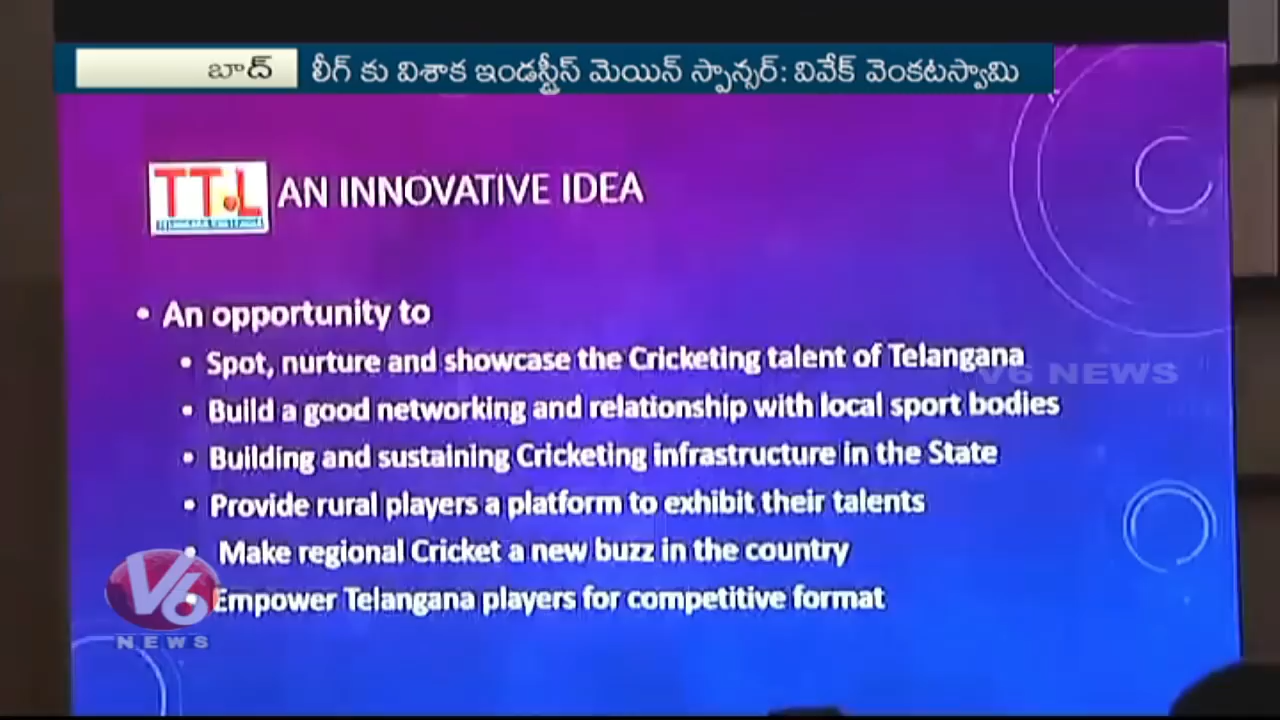 బాద్ లీగ్ కు విశాక ఇండస్ట్రీస్ మెయిన్ స్పాన్సర్: వివేక్ వెంకటస్వామి
TTL AN INNOVATIVE IDEA
• An opportunity to
• Spot, nurture and showcase the Cricketing talent of Telangana
V6 NEWS
• Build a good networking and relationship with local sport bodies
• Building and sustaining Cricketing infrastructure in the State
• Provide rural players a platform to exhibit their talents
• Make regional Cricket a new buzz in the country
• Empower Telangana players for competitive format
V6
NEWS